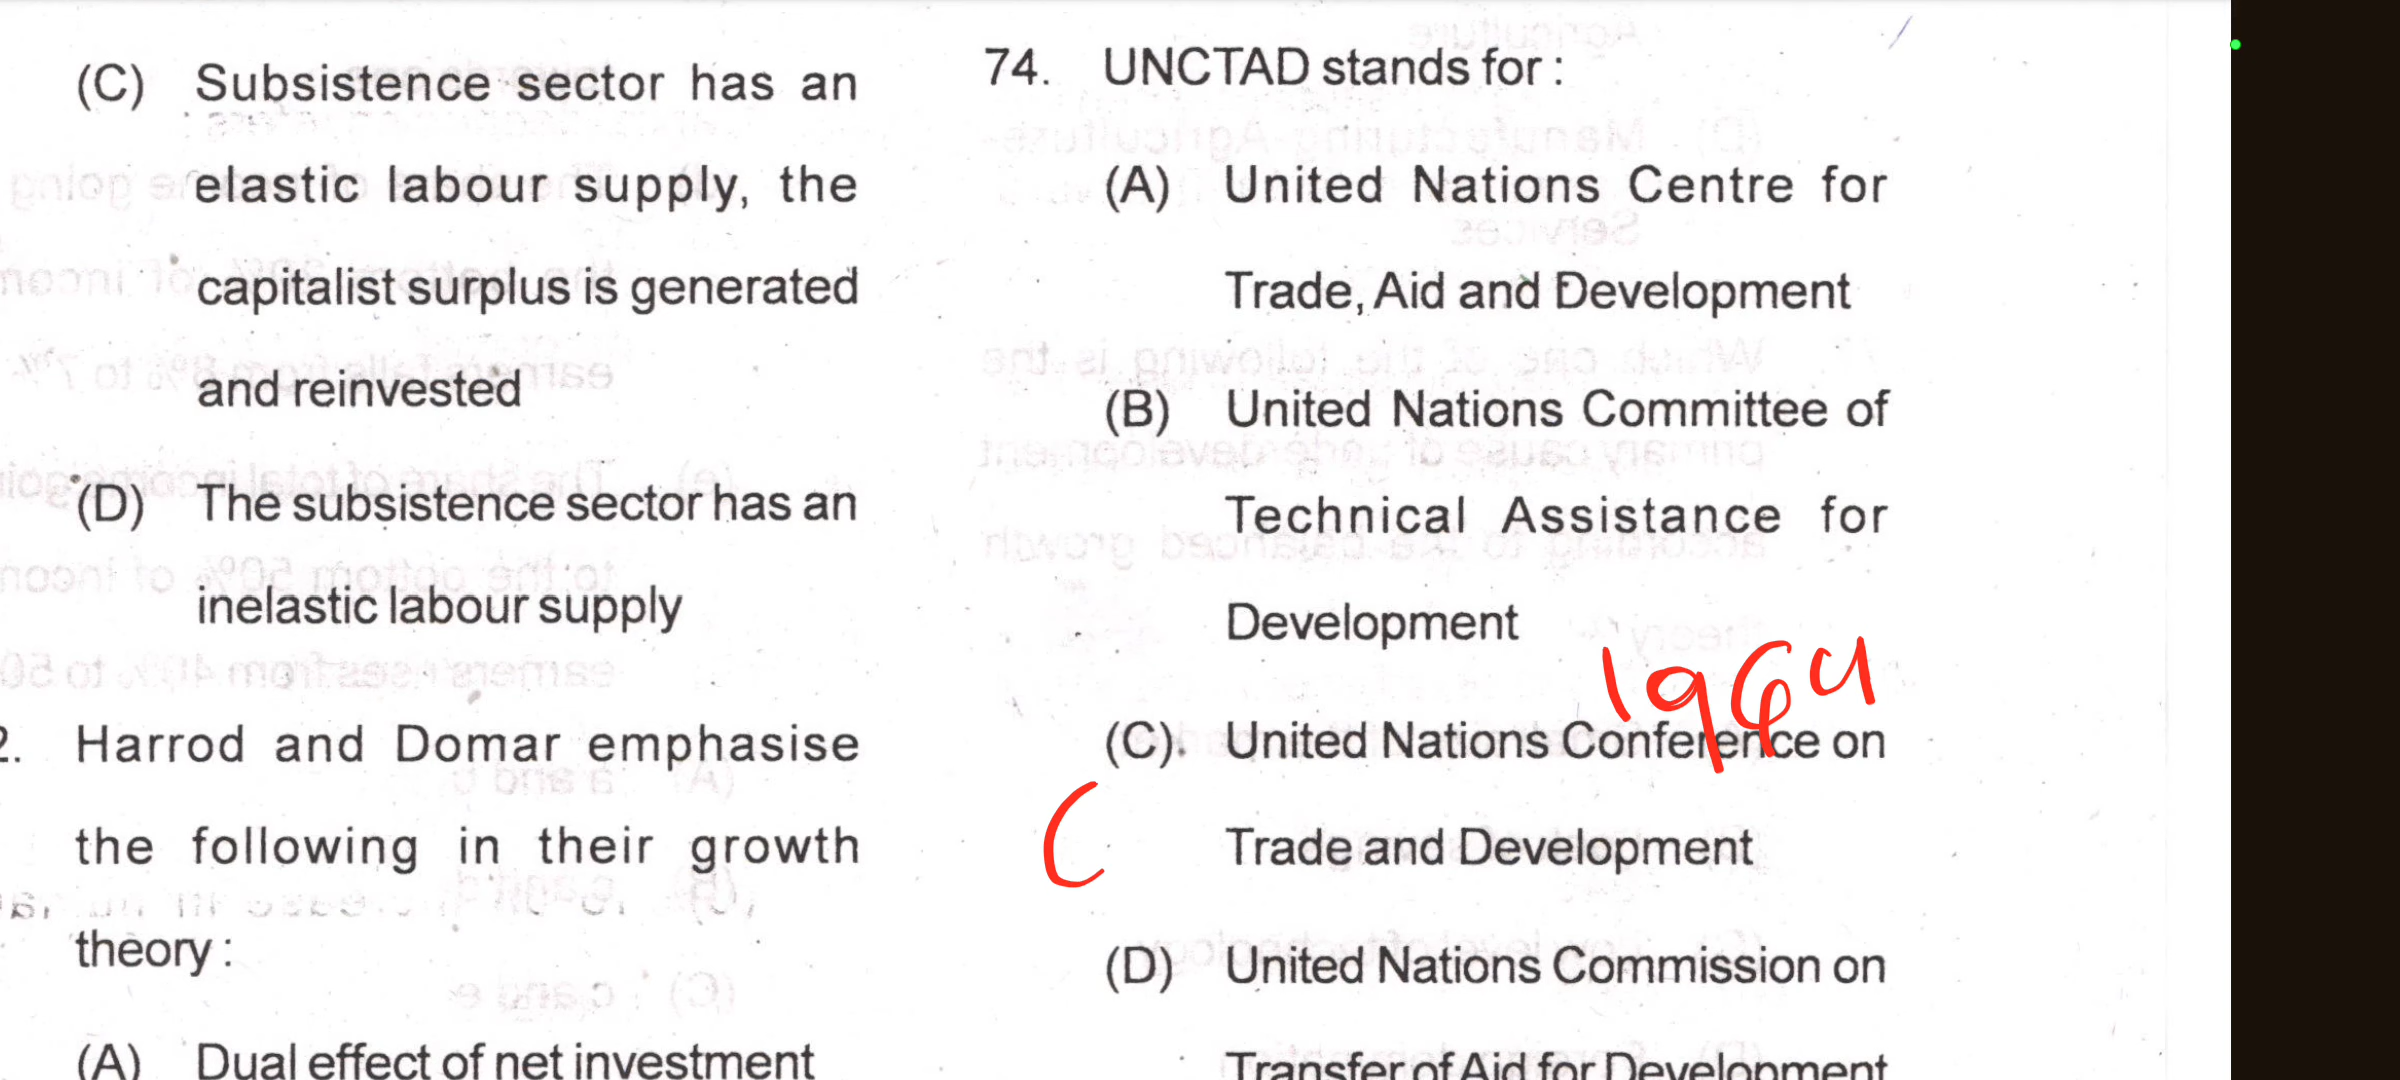 (C) Subsistence sector has an
elastic labour supply, the
capitalist surplus is generated
and reinvested
(D) The subsistence sector has an
inelastic labour supply
2. Harrod and Domar emphasise
the following in their growth
theory :
(A) Dual effect of net investment
74. UNCTAD stands for :
(A) United Nations Centre for
Trade, Aid and Development
(B) United Nations Committee of
Technical Assistance for
Development
1964
(C). United Nations Conference on
C
Trade and Development
(D) United Nations Commission on
Transfer of Aid for Development